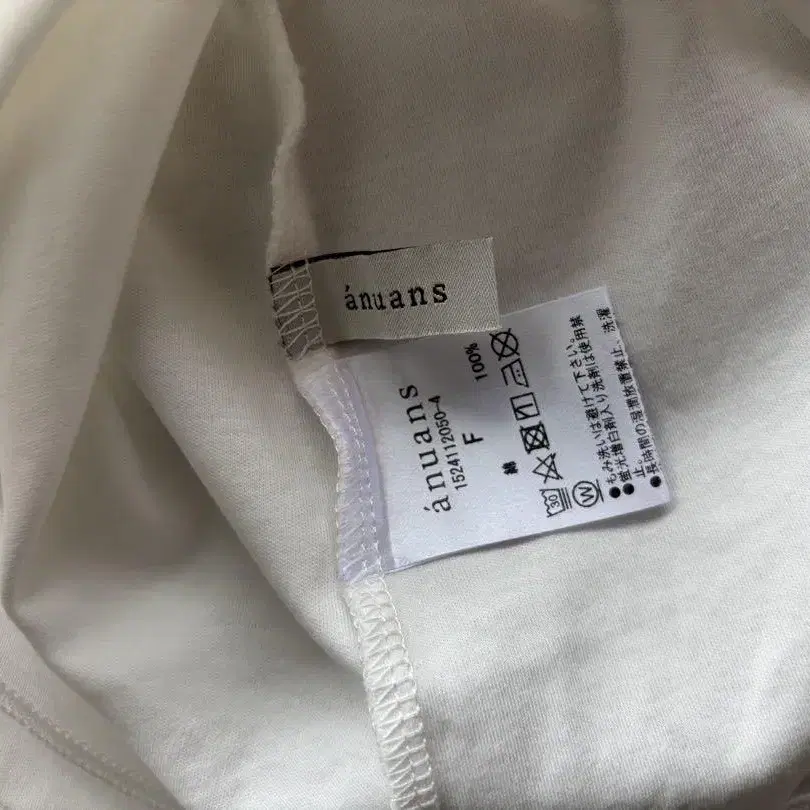 ánuans
ánuans
1524112050-4
F
綿 100%
30
W
●もみ洗いは避けて下さい。
●蛍光増白剤入り洗剤は使用禁
止。
●長時間の湿潤放置禁止、洗濯